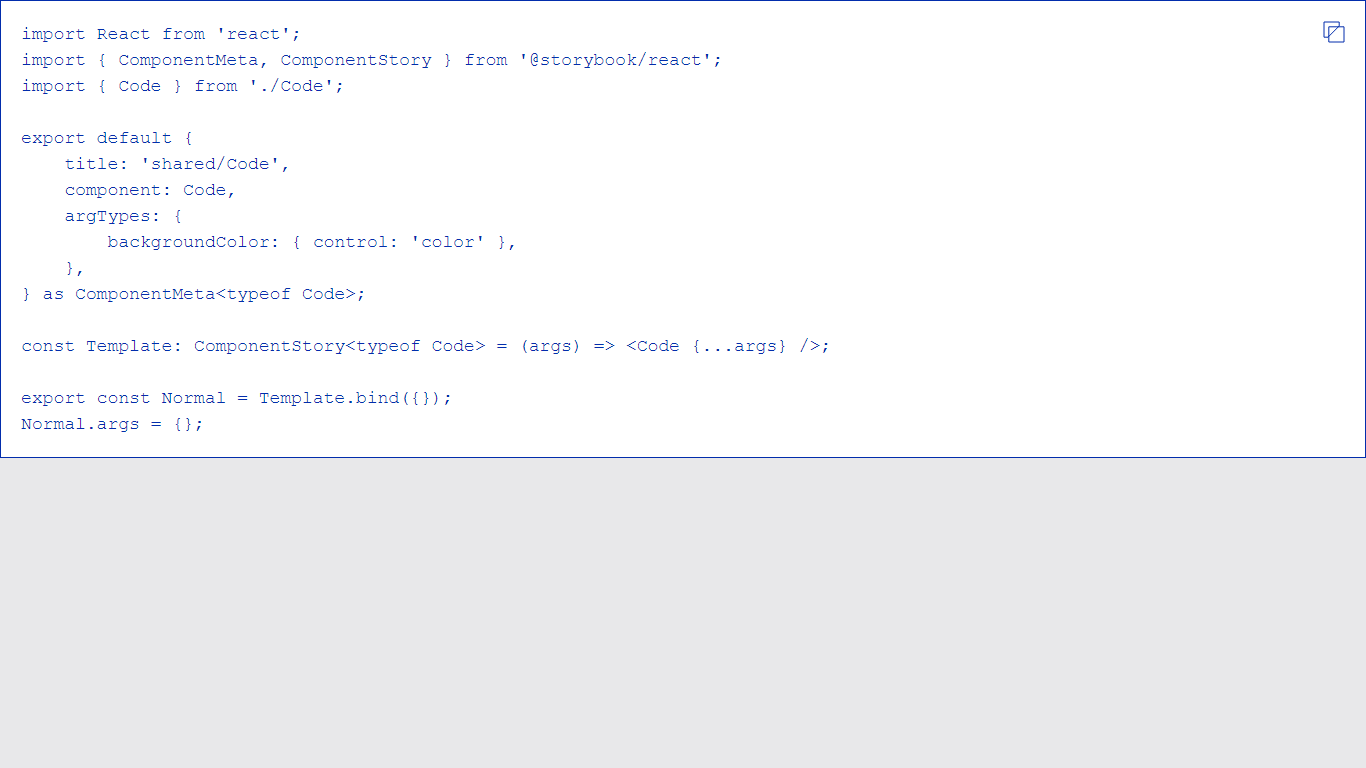 import React from 'react';
import { ComponentMeta, ComponentStory } from '@storybook/react';
import { Code } from './Code';

export default {
    title: 'shared/Code',
    component: Code,
    argTypes: {
        backgroundColor: { control: 'color' },
    },
} as ComponentMeta<typeof Code>;

const Template: ComponentStory<typeof Code> = (args) => <Code {...args} />;

export const Normal = Template.bind({});
Normal.args = {};